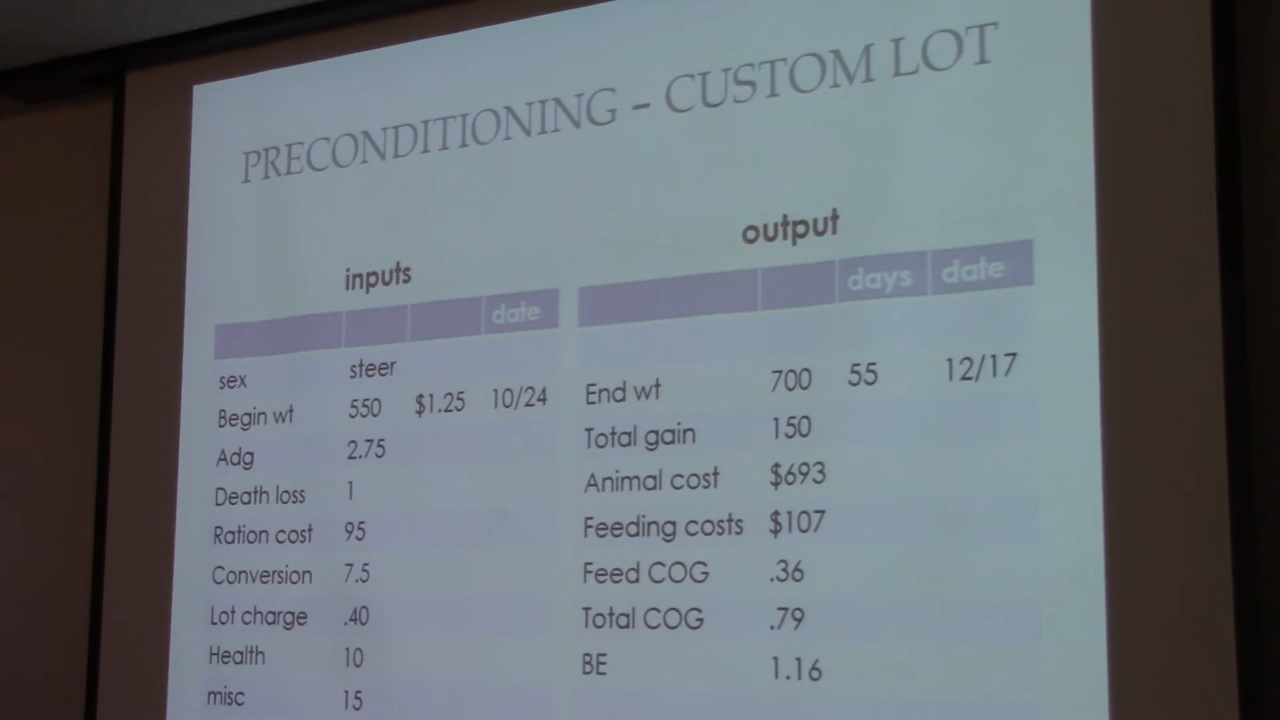 PRECONDITIONING – CUSTOM LOT
inputs
date
sex steer
Begin wt 550 $1.25 10/24
Adg 2.75
Death loss 1
Ration cost 95
Conversion 7.5
Lot charge .40
Health 10
misc 15
output
days date
End wt 700 55 12/17
Total gain 150
Animal cost $693
Feeding costs $107
Feed COG .36
Total COG .79
BE 1.16